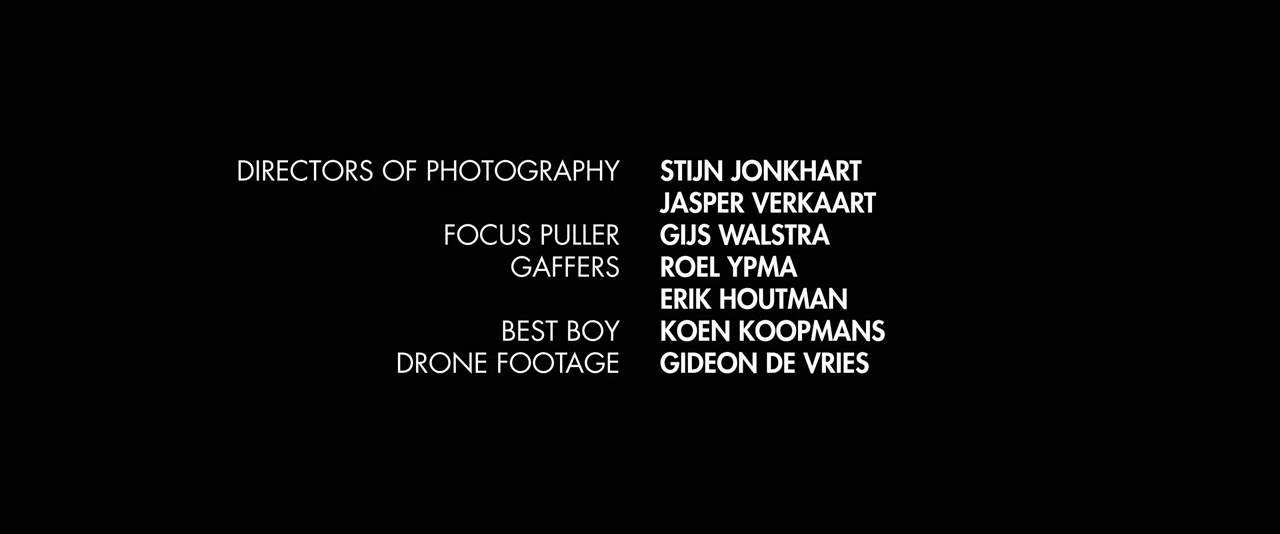 DIRECTORS OF PHOTOGRAPHY STIJN JONKHART
JASPER VERKAART
FOCUS PULLER GIJS WALSTRA
GAFFERS ROEL YPMA
ERIK HOUTMAN
BEST BOY KOEN KOOPMANS
DRONE FOOTAGE GIDEON DE VRIES